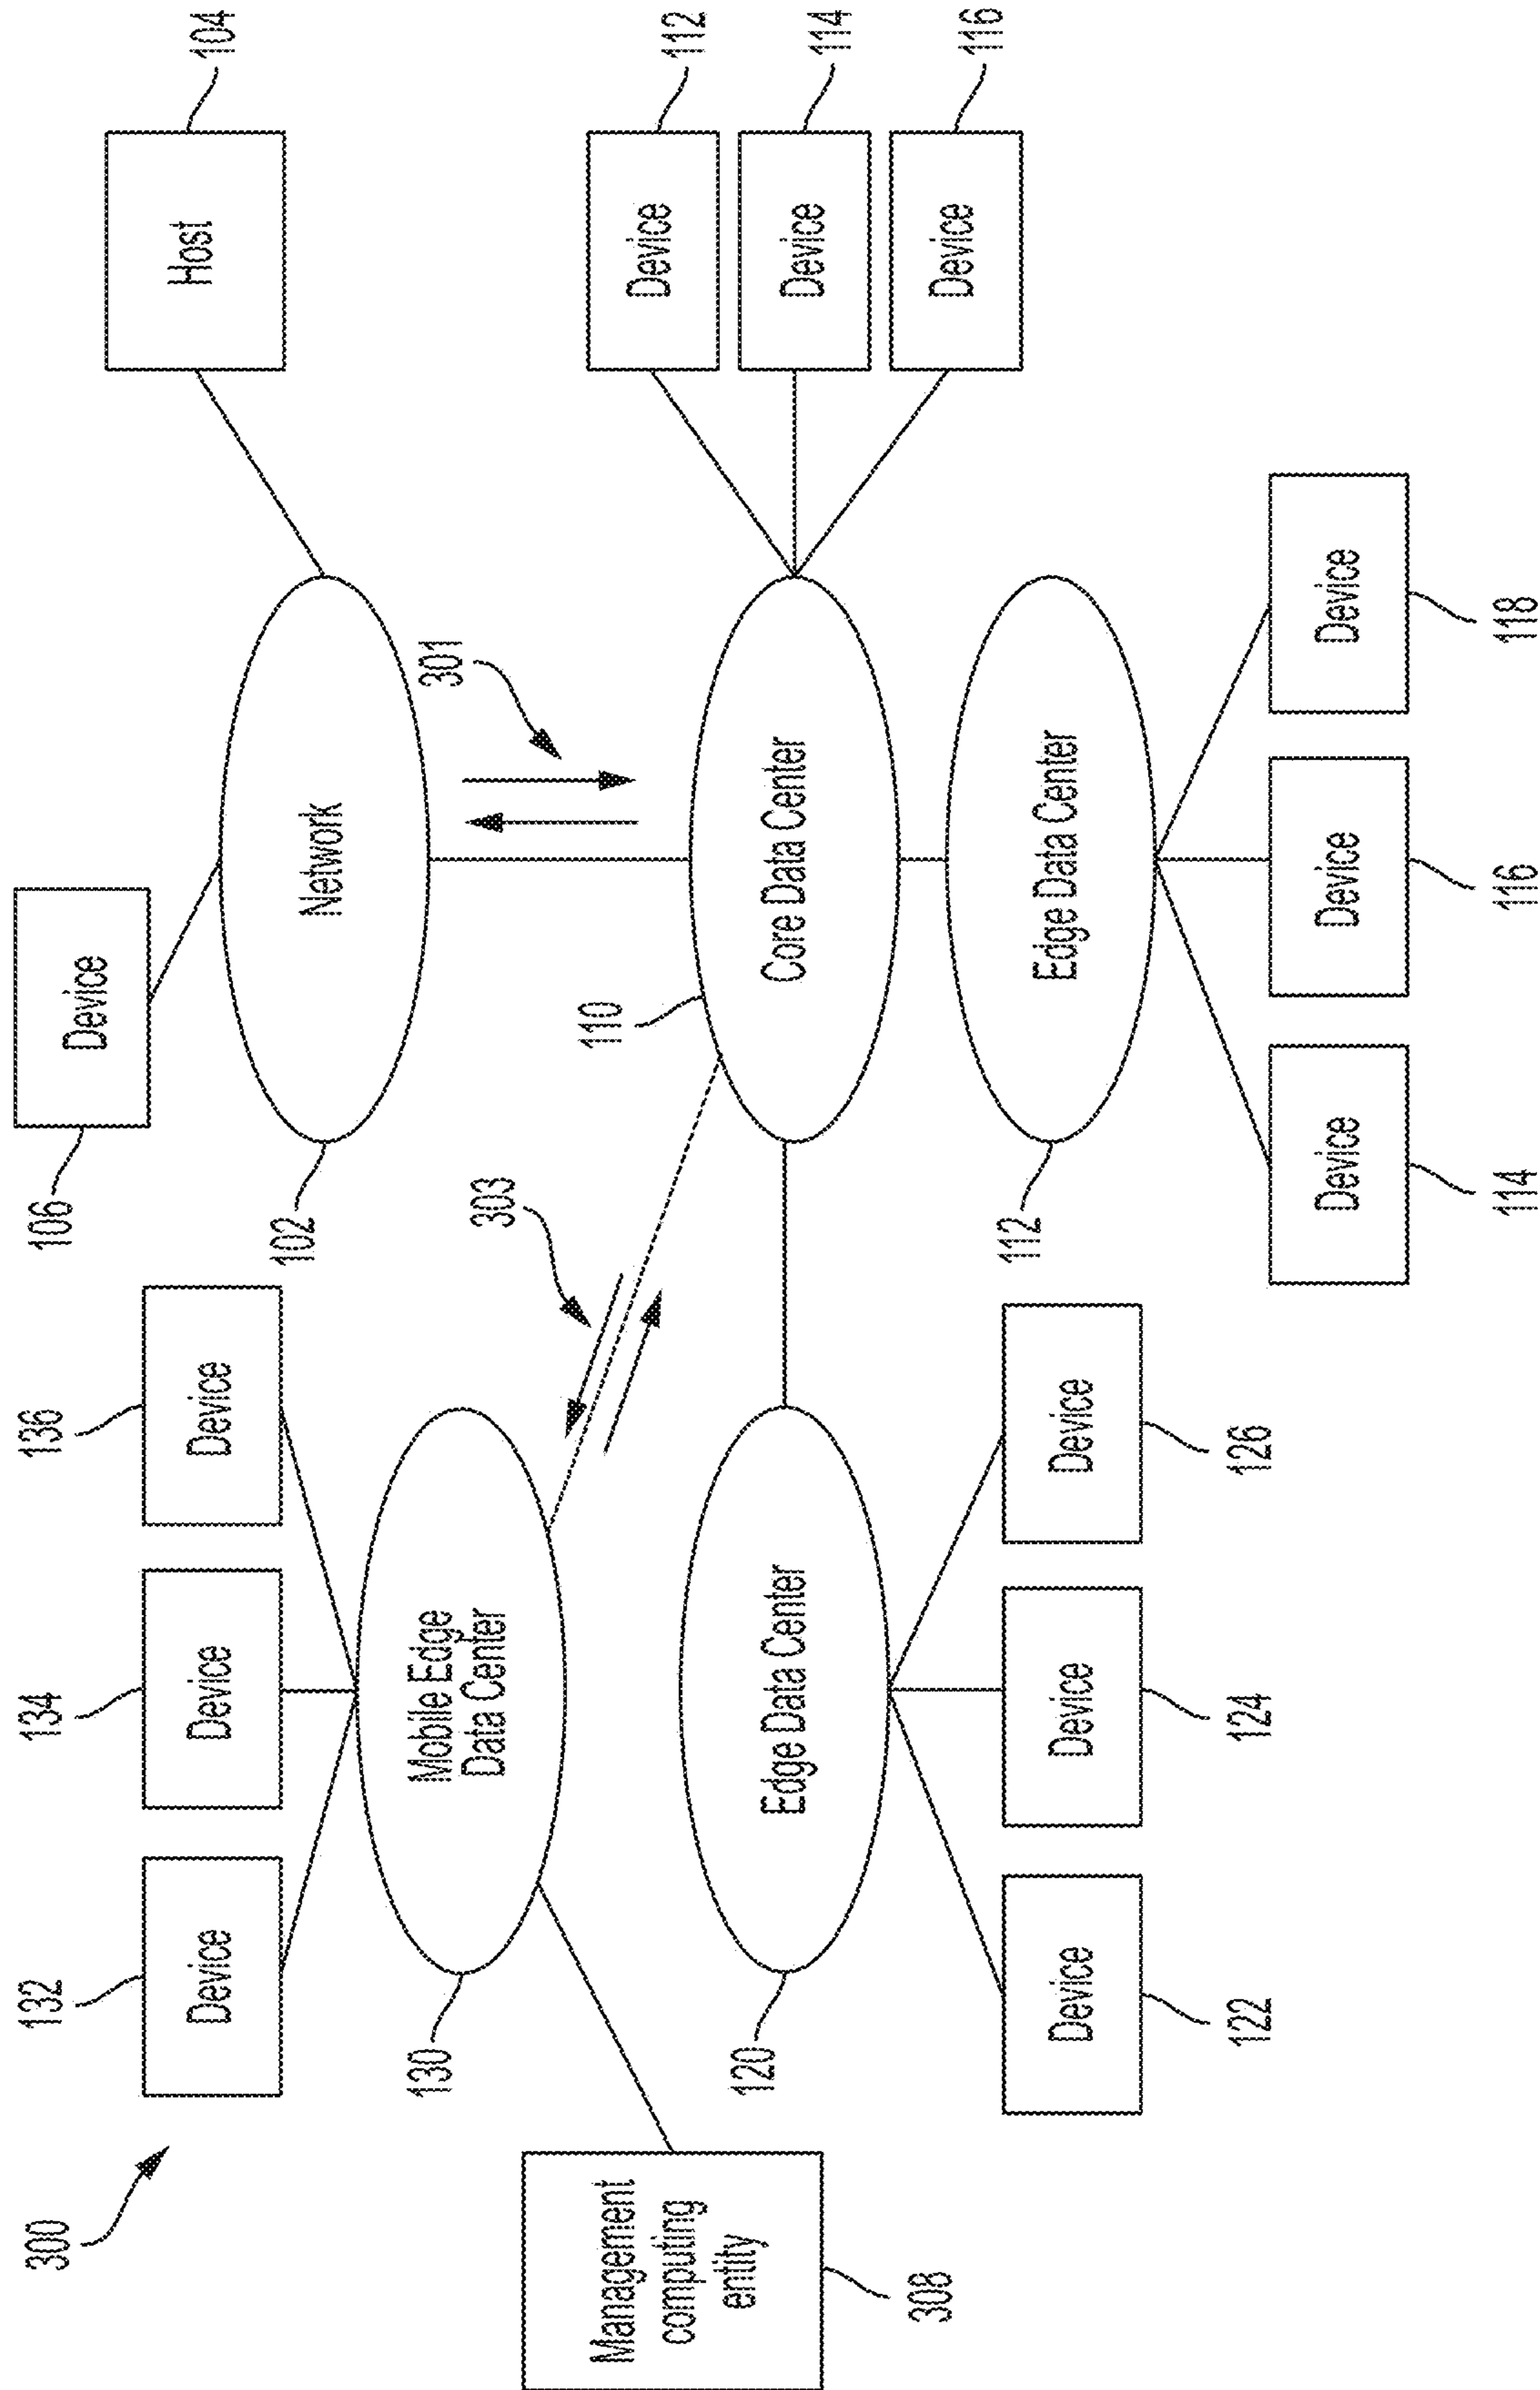 300
132
134
136
106
Device
104
Device
Device
Device
Host
102
Network
130
Mobile Edge
Data Center
303
301
Management
computing
entity
308
110
Device
112
120
Edge Data Center
Core Data Center
Device
114
Device
116
112
Edge Data Center
Device
Device
Device
122
124
126
Device
Device
Device
114
116
118